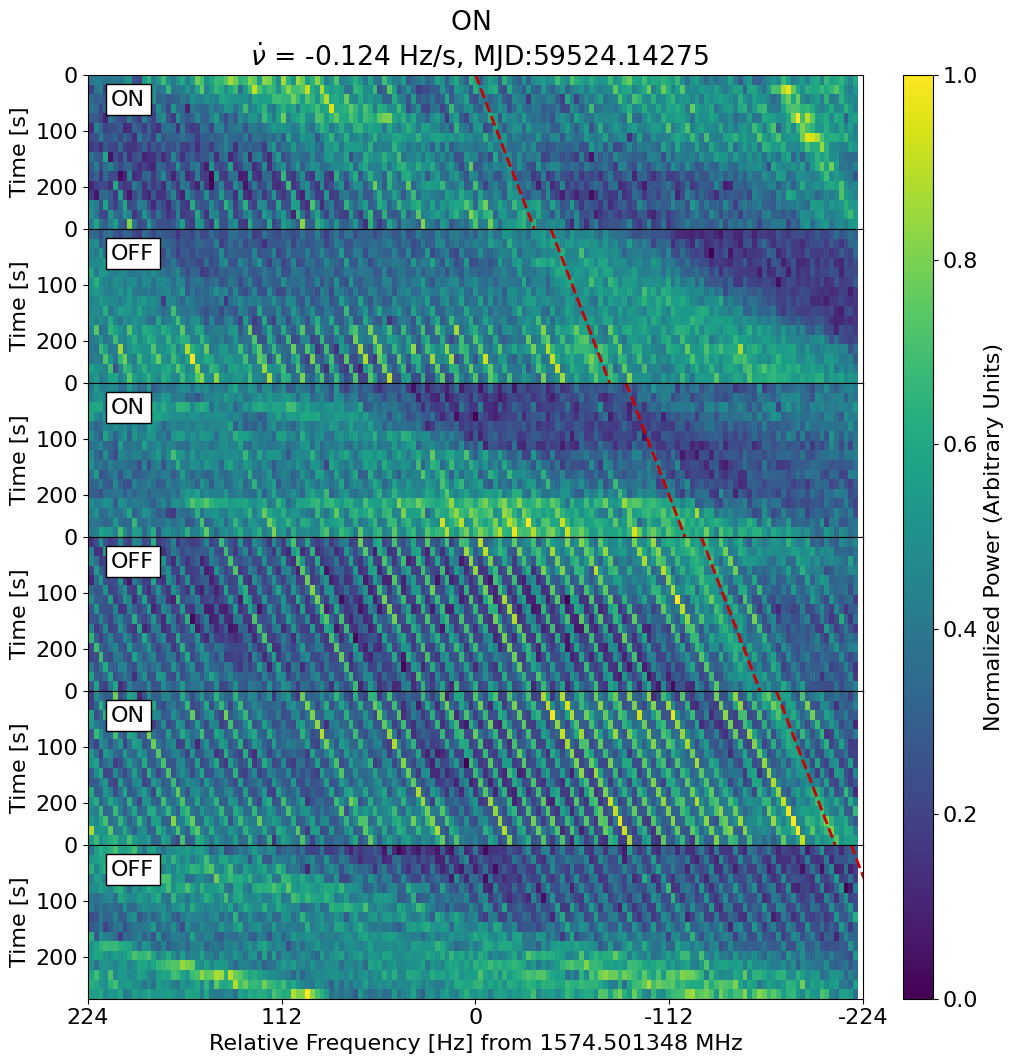 ON
ν̇ = -0.124 Hz/s, MJD:59524.14275
ON
OFF
ON
OFF
ON
OFF
Time [s]
0
100
200
Time [s]
0
100
200
Time [s]
0
100
200
Time [s]
0
100
200
Time [s]
0
100
200
Time [s]
0
100
200
224 112 0 -112 -224
Relative Frequency [Hz] from 1574.501348 MHz
1.0
0.8
0.6
0.4
0.2
0.0
Normalized Power (Arbitrary Units)